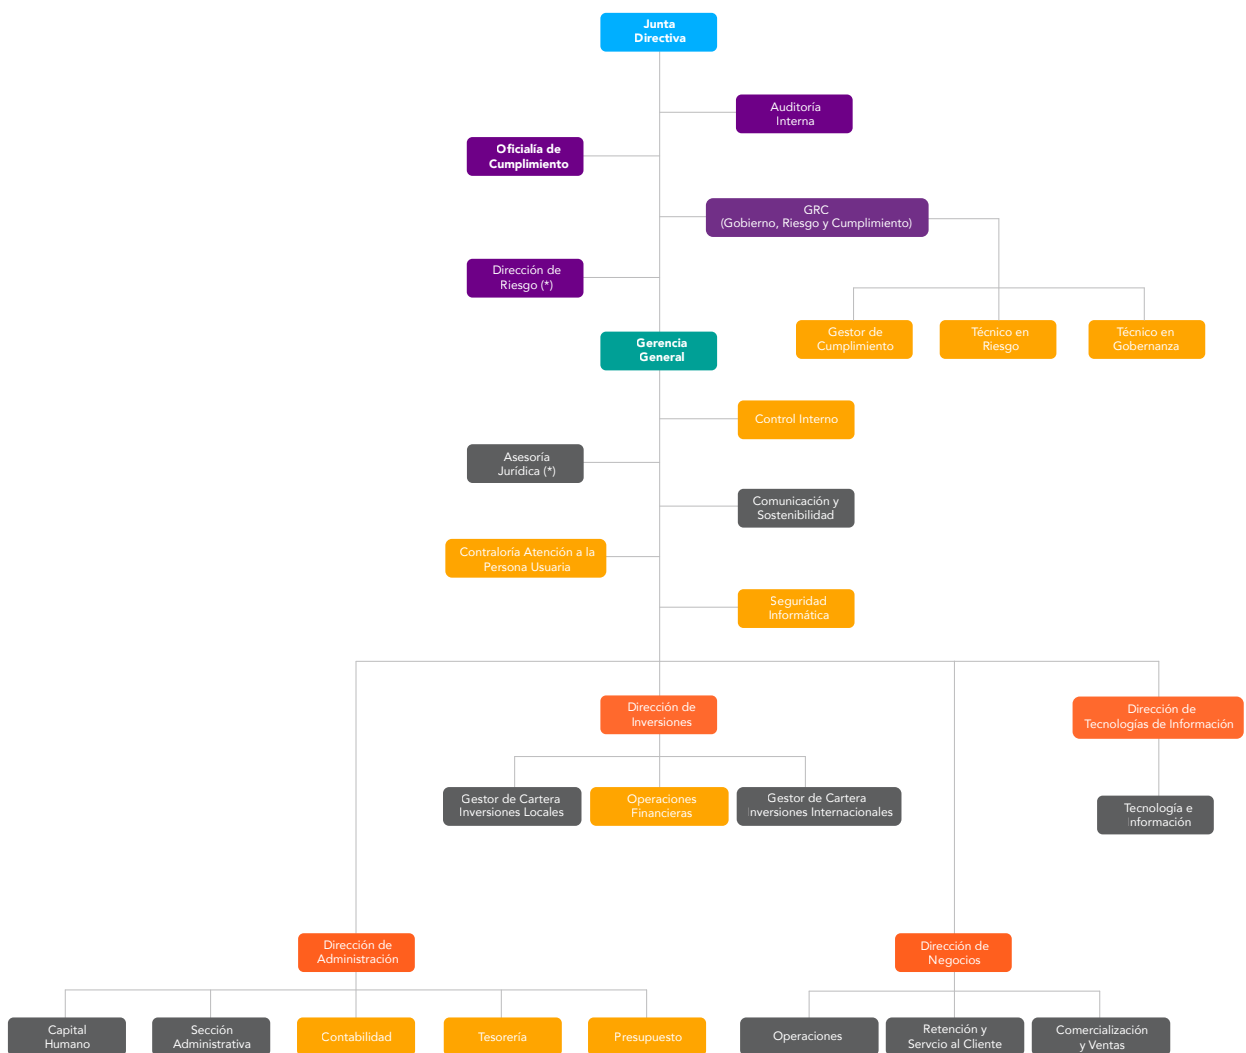 Junta
Directiva
Auditoría
Interna
Oficialía de
Cumplimiento
GRC
(Gobierno, Riesgo y Cumplimiento)
Dirección de
Riesgo (*)
Gestor de
Cumplimiento
Técnico en
Riesgo
Técnico en
Gobernanza
Gerencia
General
Control Interno
Asesoría
Jurídica (*)
Comunicación y
Sostenibilidad
Contraloría Atención a la
Persona Usuaria
Seguridad
Informática
Dirección de
Inversiones
Dirección de
Tecnologías de Información
Gestor de Cartera
Inversiones Locales
Operaciones
Financieras
Gestor de Cartera
Inversiones Internacionales
Tecnología e
Información
Dirección de
Administración
Dirección de
Negocios
Capital
Humano
Sección
Administrativa
Contabilidad
Tesorería
Presupuesto
Operaciones
Retención y
Servcio al Cliente
Comercialización
y Ventas